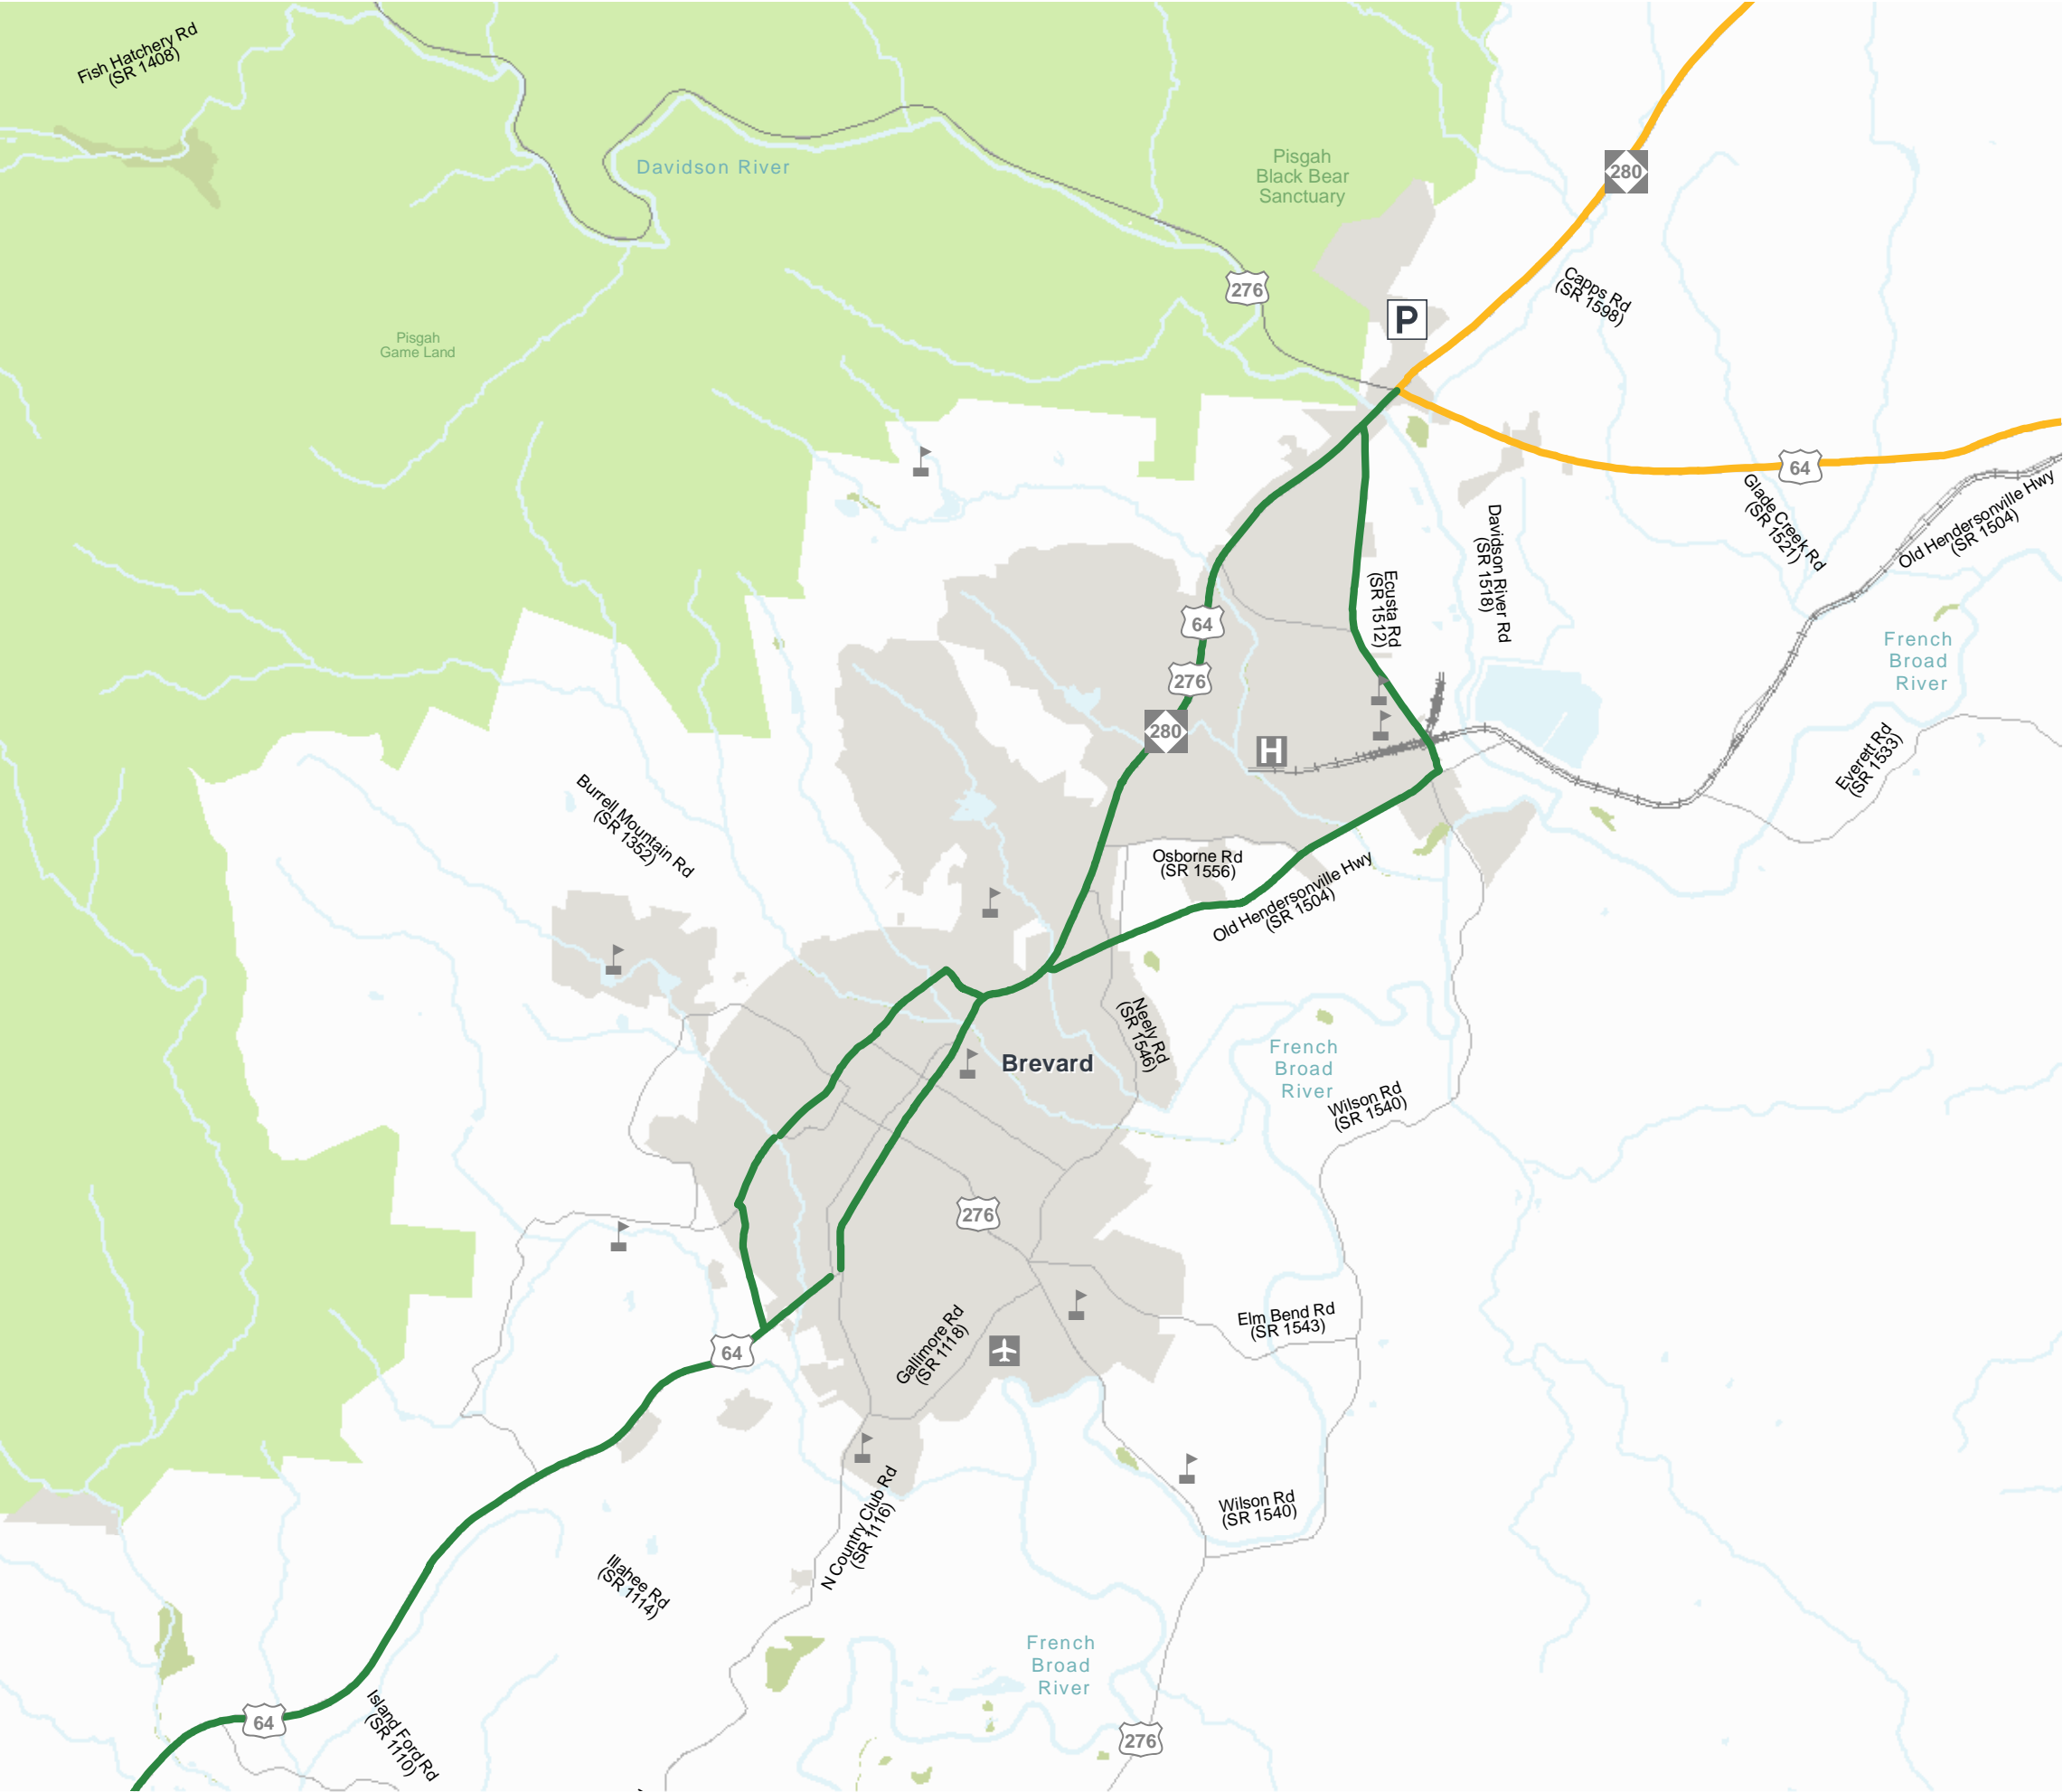 Fish Hatchery Rd
(SR 1408)
Davidson River
Pisgah
Black Bear
Sanctuary
280
276
Capps Rd
(SR 1598)
P
Pisgah
Game Land
64
Glade Creek Rd
(SR 1521)
Old Hendersonville Hwy
(SR 1504)
Davidson River Rd
(SR 1518)
Ecusta Rd
(SR 1512)
64
276
280
H
French
Broad
River
Everett Rd
(SR 1533)
Burrell Mountain Rd
(SR 1352)
Osborne Rd
(SR 1556)
Old Hendersonville Hwy
(SR 1504)
Neely Rd
(SR 1546)
Brevard
French
Broad
River
Wilson Rd
(SR 1540)
276
Elm Bend Rd
(SR 1543)
Gallimore Rd
(SR 1118)
64
N Country Club Rd
(SR 1116)
Wilson Rd
(SR 1540)
Illahee Rd
(SR 1114)
French
Broad
River
Island Ford Rd
(SR 1110)
64
276